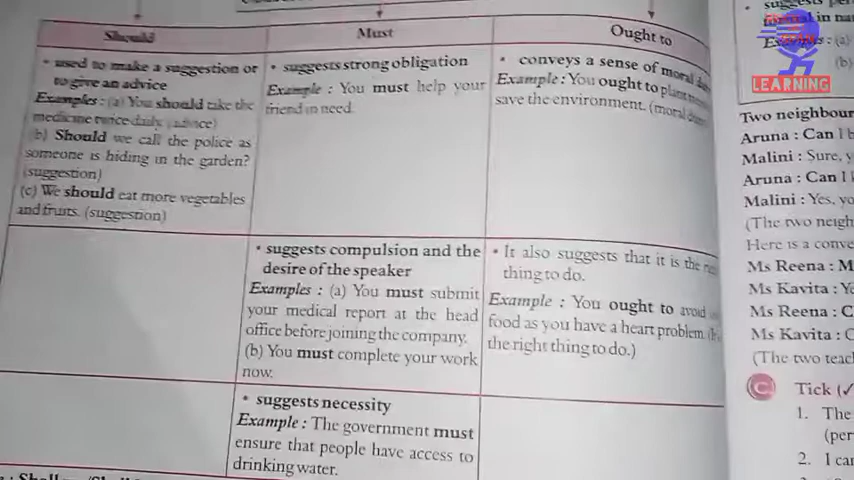 Should
• used to make a suggestion or
to give an advice
Examples : (a) You should take the
medicine twice daily. (advice)
(b) Should we call the police as
someone is hiding in the garden?
(suggestion)
(c) We should eat more vegetables
and fruits. (suggestion)
Must
• suggests strong obligation
Example : You must help your
friend in need.
• suggests compulsion and the
desire of the speaker
Examples : (a) You must submit
your medical report at the head
office before joining the company.
(b) You must complete your work
now.
• suggests necessity
Example : The government must
ensure that people have access to
drinking water.
Ought to
• conveys a sense of moral
Example : You ought to plant
save the environment. (moral
• It also suggests that it is the
thing to do.
Example : You ought to avoid
food as you have a heart problem.
the right thing to do.)
• suggests
in
Examples : (a)
(b)
LEARNING
Two neighbour
Aruna : Can I
Malini : Sure,
Aruna : Can I
Malini : Yes,
(The two neigh
Here is a conve
Ms Reena : M
Ms Kavita :
Ms Reena : C
Ms Kavita : C
(The two teac
C Tick (✓
1. The
(per
2. I